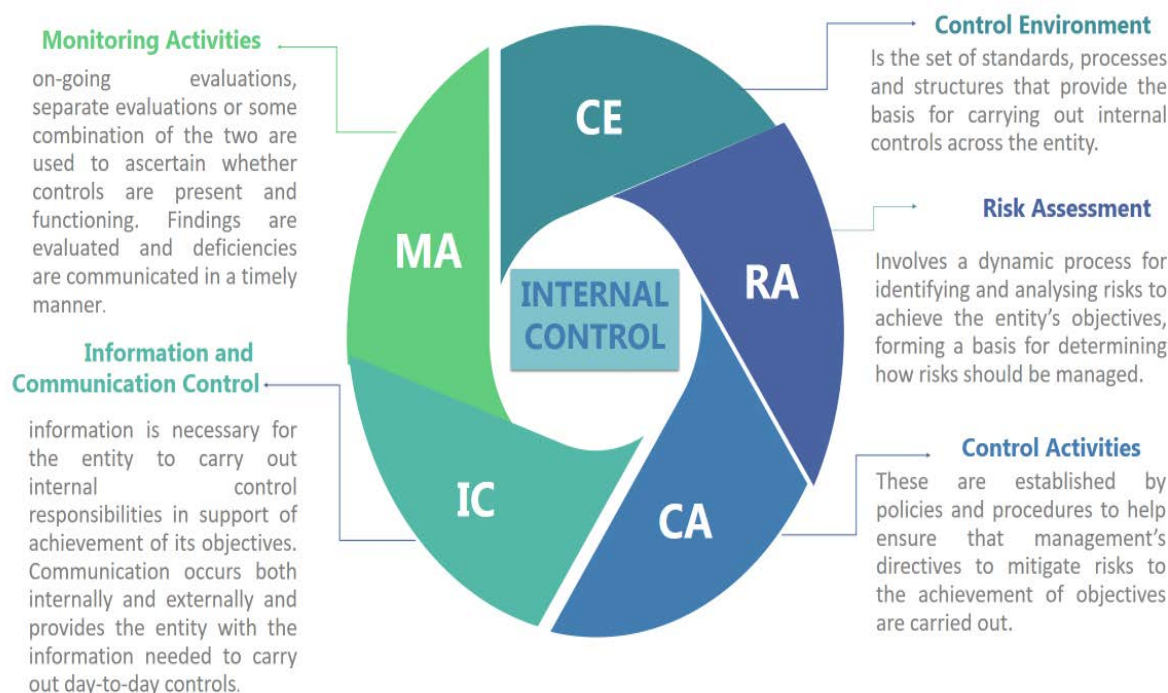 Monitoring Activities
on-going evaluations,
separate evaluations or some
combination of the two are
used to ascertain whether
controls are present and
functioning. Findings are
evaluated and deficiencies
are communicated in a timely
manner.
Information and
Communication Control
information is necessary for
the entity to carry out
internal control
responsibilities in support of
achievement of its objectives.
Communication occurs both
internally and externally and
provides the entity with the
information needed to carry
out day-to-day controls.
CE
RA
CA
IC
MA
INTERNAL
CONTROL
Control Environment
Is the set of standards, processes
and structures that provide the
basis for carrying out internal
controls across the entity.
Risk Assessment
Involves a dynamic process for
identifying and analysing risks to
achieve the entity’s objectives,
forming a basis for determining
how risks should be managed.
Control Activities
These are established by
policies and procedures to help
ensure that management’s
directives to mitigate risks to
the achievement of objectives
are carried out.